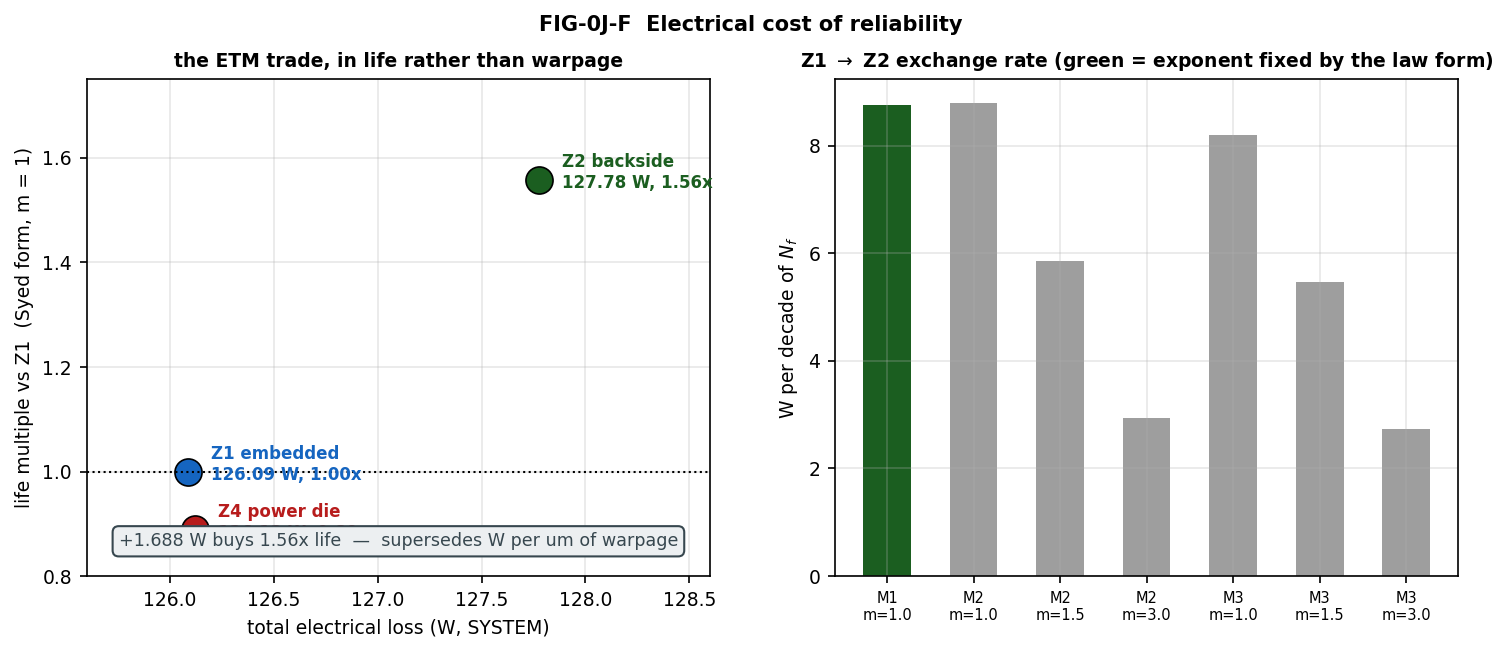 FIG-0J-F  Electrical cost of reliability
the ETM trade, in life rather than warpage
life multiple vs Z1  (Syed form, m = 1)
1.6
1.4
1.2
1.0
0.8
Z2 backside
127.78 W, 1.56x
Z1 embedded
126.09 W, 1.00x
Z4 power die
+1.688 W buys 1.56x life  —  supersedes W per um of warpage
126.0
126.5
127.0
127.5
128.0
128.5
total electrical loss (W, SYSTEM)
Z1 → Z2 exchange rate (green = exponent fixed by the law form)
W per decade of N_f
8
6
4
2
0
M1
m=1.0
M2
m=1.0
M2
m=1.5
M2
m=3.0
M3
m=1.0
M3
m=1.5
M3
m=3.0